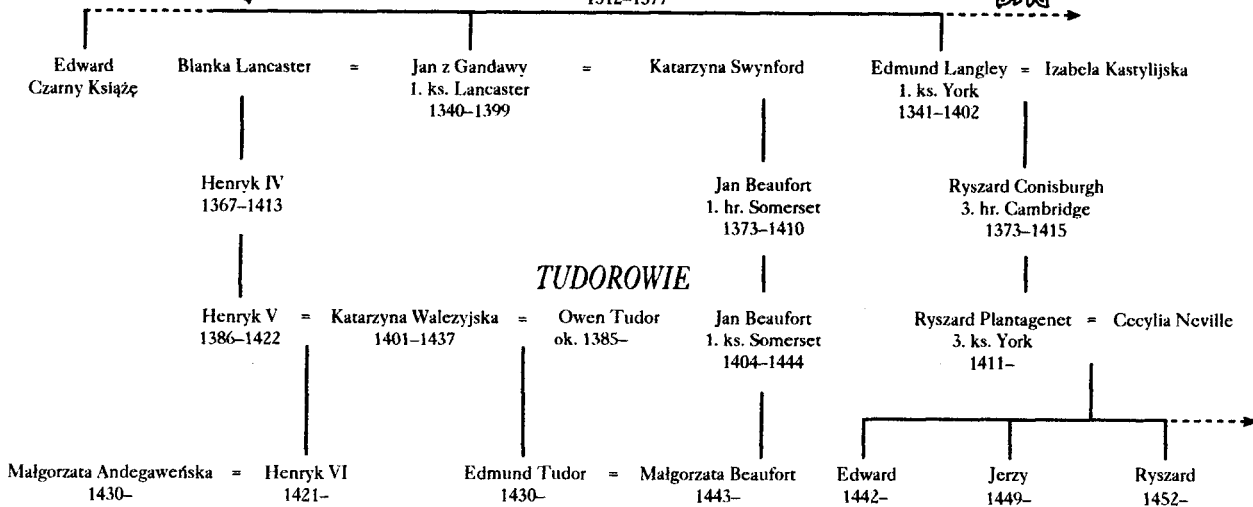 1312–1377
Edward
Czarny Książę
Blanka Lancaster = Jan z Gandawy = Katarzyna Swynford
1. ks. Lancaster
1340–1399
Edmund Langley = Izabela Kastylijska
1. ks. York
1341–1402
Henryk IV
1367–1413
Jan Beaufort
1. hr. Somerset
1373–1410
Ryszard Conisburgh
3. hr. Cambridge
1373–1415
TUDOROWIE
Henryk V = Katarzyna Walezyjska = Owen Tudor
1386–1422
1401–1437
ok. 1385–
Jan Beaufort
1. ks. Somerset
1404–1444
Ryszard Plantagenet = Cecylia Neville
3. ks. York
1411–
Małgorzata Andegaweńska = Henryk VI
1430–
1421–
Edmund Tudor = Małgorzata Beaufort
1430–
1443–
Edward
1442–
Jerzy
1449–
Ryszard
1452–